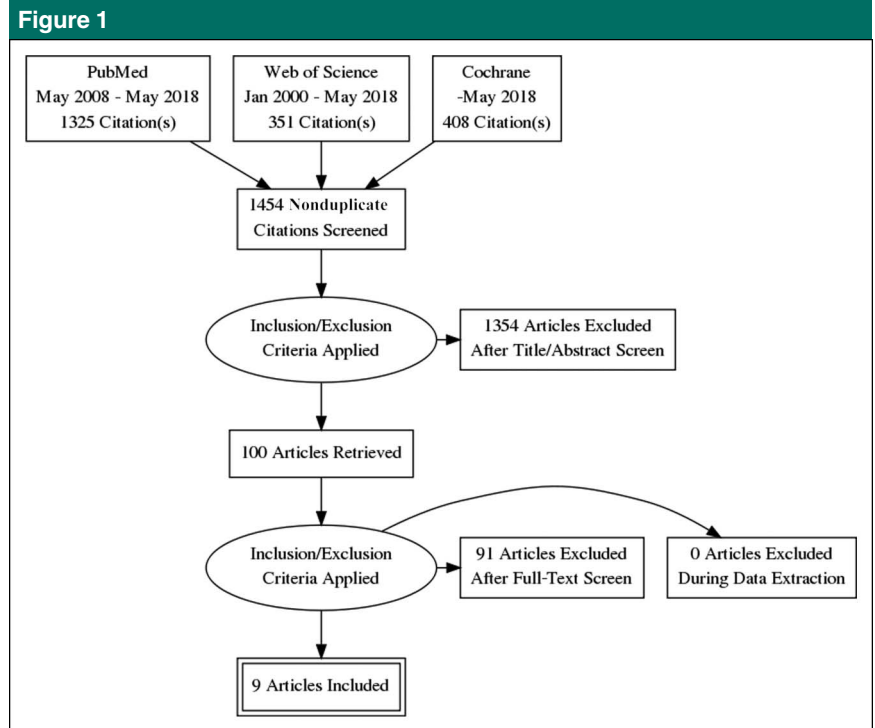 Figure 1
PubMed
May 2008 - May 2018
1325 Citation(s)
Web of Science
Jan 2000 - May 2018
351 Citation(s)
Cochrane
-May 2018
408 Citation(s)
1454 Nonduplicate
Citations Screened
Inclusion/Exclusion
Criteria Applied
1354 Articles Excluded
After Title/Abstract Screen
100 Articles Retrieved
Inclusion/Exclusion
Criteria Applied
91 Articles Excluded
After Full-Text Screen
0 Articles Excluded
During Data Extraction
9 Articles Included